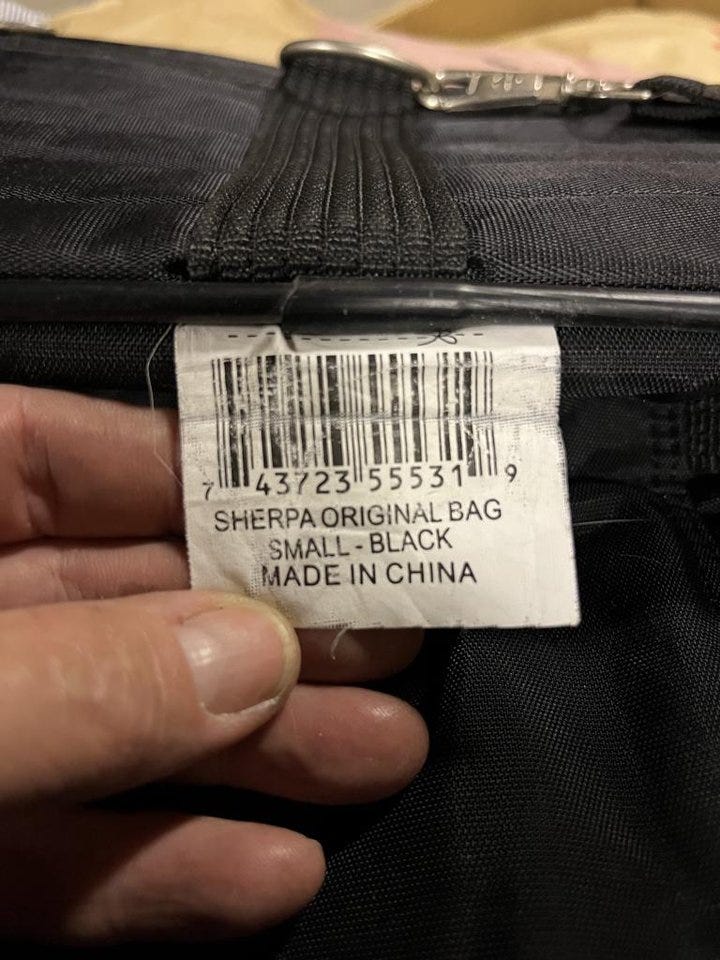 7 43723 55531 9
SHERPA ORIGINAL BAG
SMALL - BLACK
MADE IN CHINA